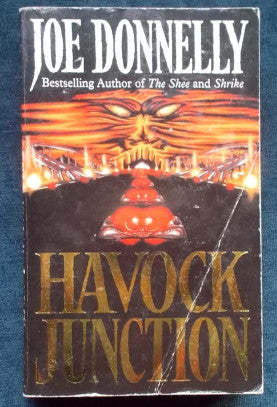 JOE DONNELLY
Bestselling Author of The Shee and Shrike
HAVOCK
JUNCTION